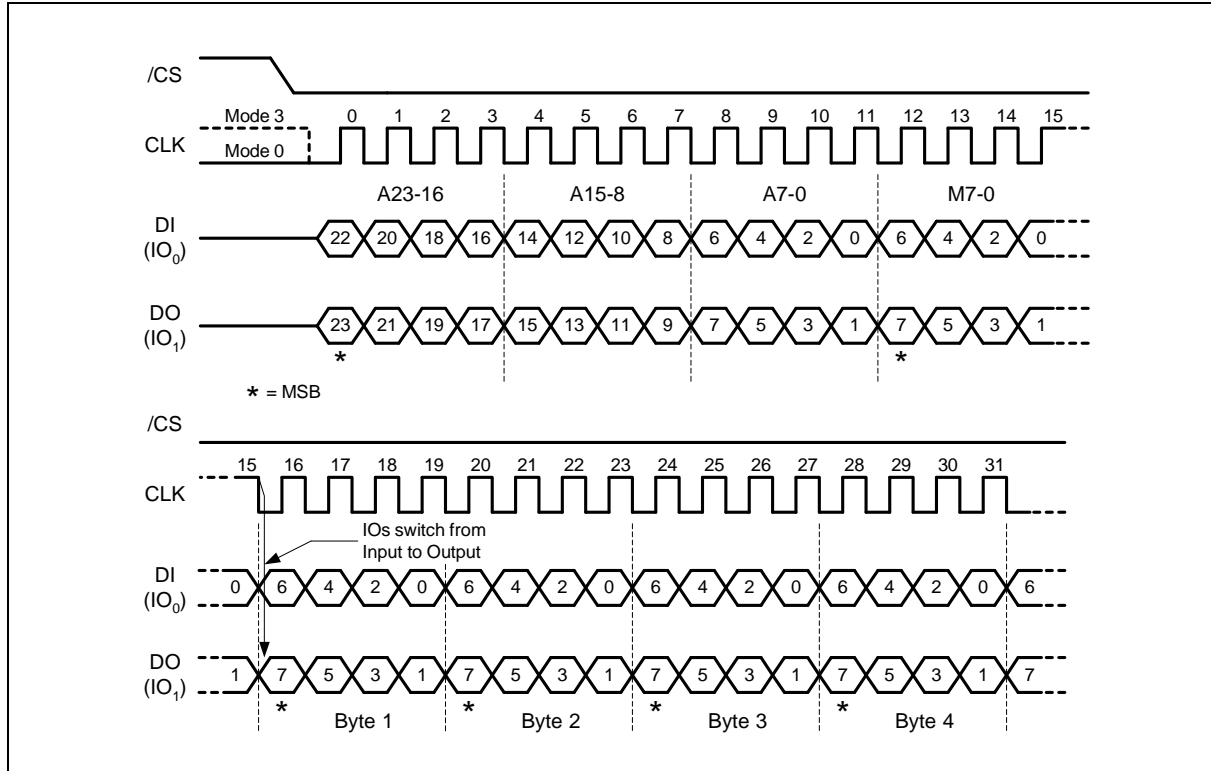 /CS
Mode 3 0 1 2 3 4 5 6 7 8 9 10 11 12 13 14 15
CLK
Mode 0
A23-16 A15-8 A7-0 M7-0
DI
(IO0)
22 20 18 16 14 12 10 8 6 4 2 0 6 4 2 0
DO
(IO1)
23 21 19 17 15 13 11 9 7 5 3 1 7 5 3 1
* *
* = MSB
/CS
15 16 17 18 19 20 21 22 23 24 25 26 27 28 29 30 31
CLK
IOs switch from
Input to Output
DI
(IO0)
0 6 4 2 0 6 4 2 0 6 4 2 0 6 4 2 0 6
DO
(IO1)
1 7 5 3 1 7 5 3 1 7 5 3 1 7 5 3 1 7
* * * *
Byte 1 Byte 2 Byte 3 Byte 4